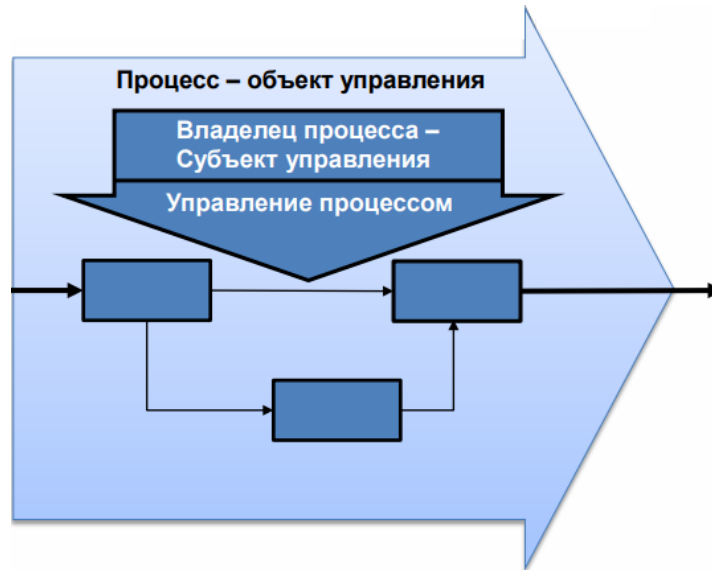 Процесс – объект управления
Владелец процесса –
Субъект управления
Управление процессом